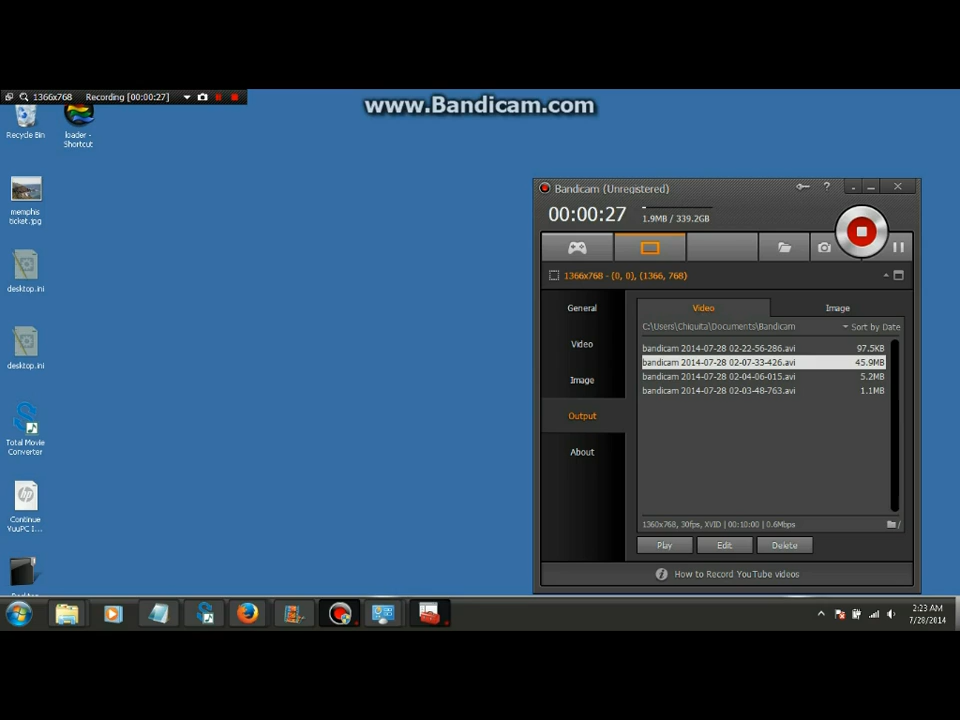 1366x768 Recording [00:00:27]
www.Bandicam.com
Recycle Bin
loader -
Shortcut
memphis
ticket.jpg
desktop.ini
desktop.ini
Total Movie
Converter
Continue
YuuPC I...
Bandicam (Unregistered)
?
00:00:27
1.9MB / 339.2GB
1366x768 - (0, 0), (1366, 768)
General
Video
Image
Output
About
Video Image
C:\Users\Chiquita\Documents\Bandicam Sort by Date
bandicam 2014-07-28 02-22-56-286.avi 97.5KB
bandicam 2014-07-28 02-07-33-426.avi 45.9MB
bandicam 2014-07-28 02-04-06-015.avi 5.2MB
bandicam 2014-07-28 02-03-48-763.avi 1.1MB
1360x768, 30fps, XVID | 00:10:00 | 0.6Mbps
Play Edit Delete
How to Record YouTube videos
2:23 AM
7/28/2014